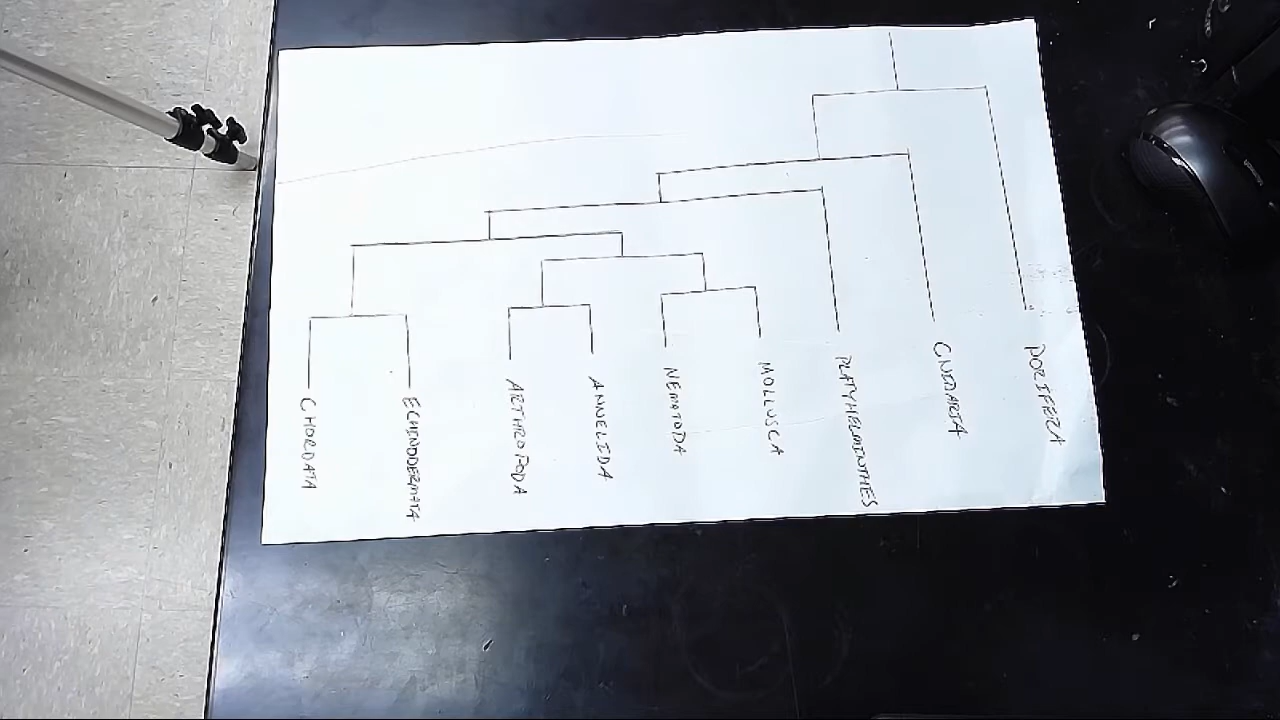 PORIFERA
CNIDARIA
PLATYHELMINTHES
MOLLUSCA
NEMATODA
ANNELIDA
ARTHROPODA
ECHINODERMATA
CHORDATA